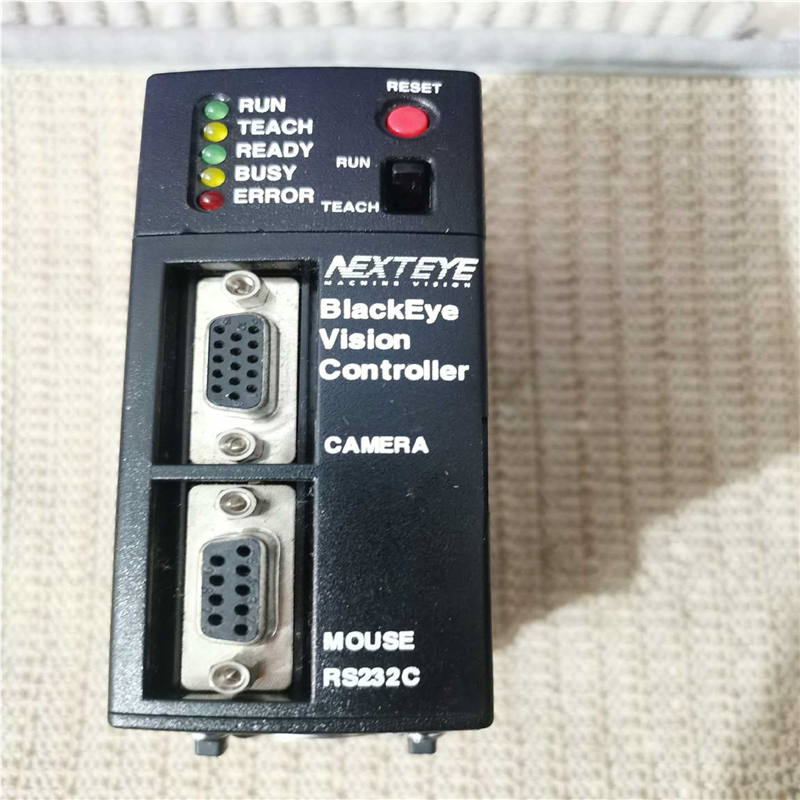 RUN
TEACH
READY
BUSY
ERROR
RESET
RUN
TEACH
NEXTEYE
MACHINE VISION
BlackEye
Vision
Controller
CAMERA
MOUSE
RS232C